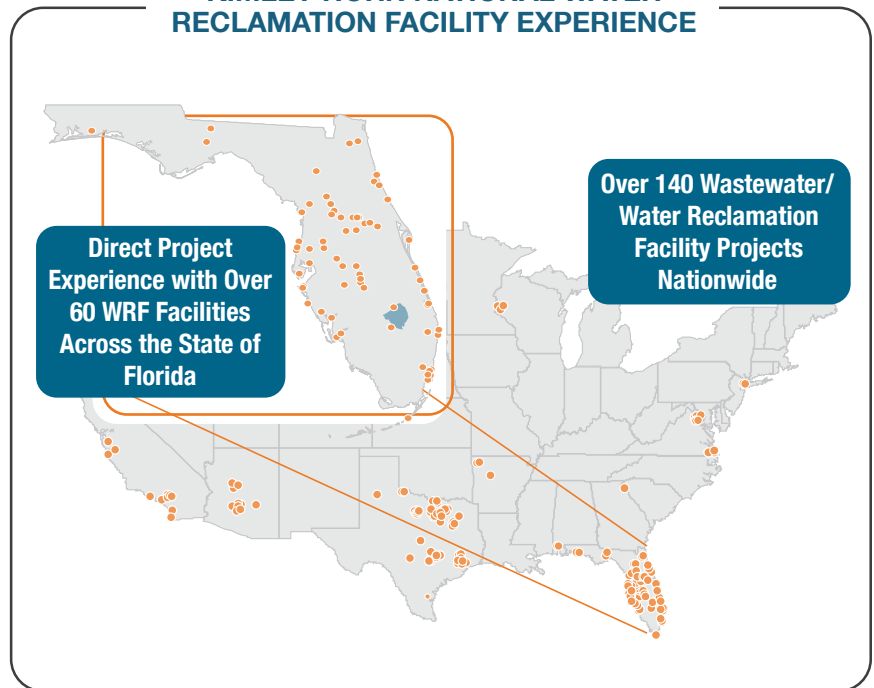 RECLAMATION FACILITY EXPERIENCE
Direct Project
Experience with Over
60 WRF Facilities
Across the State of
Florida
Over 140 Wastewater/
Water Reclamation
Facility Projects
Nationwide